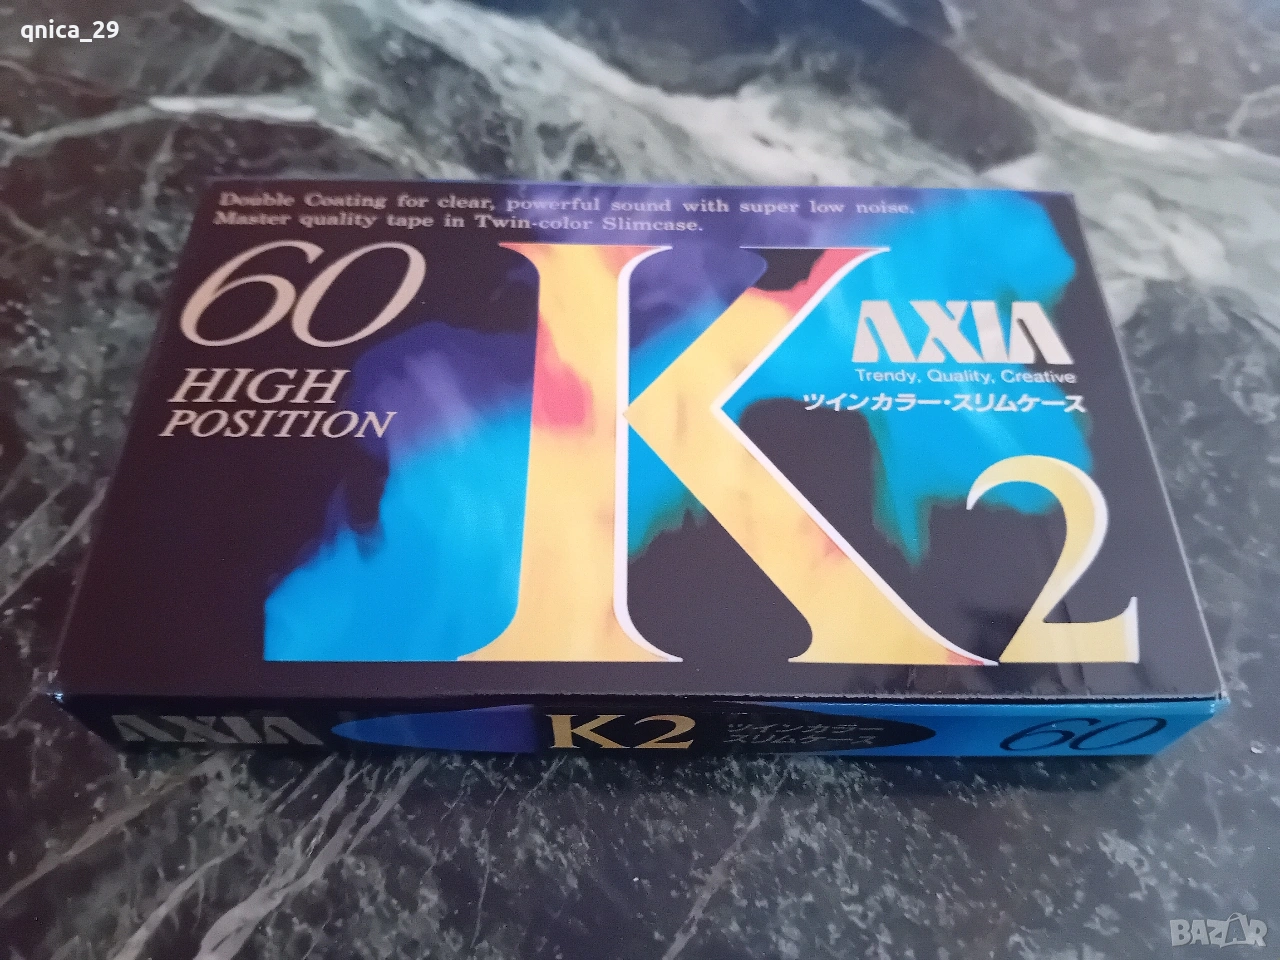 qnica_29
Double Coating for clear, powerful sound with super low noise.
Master quality tape in Twin-color Slimcase.
60
HIGH
POSITION
K2
AXIA
Trendy, Quality, Creative
ツインカラー・スリムケース
AXIA
K2
ツインカラー
スリムケース
60
BAZAR